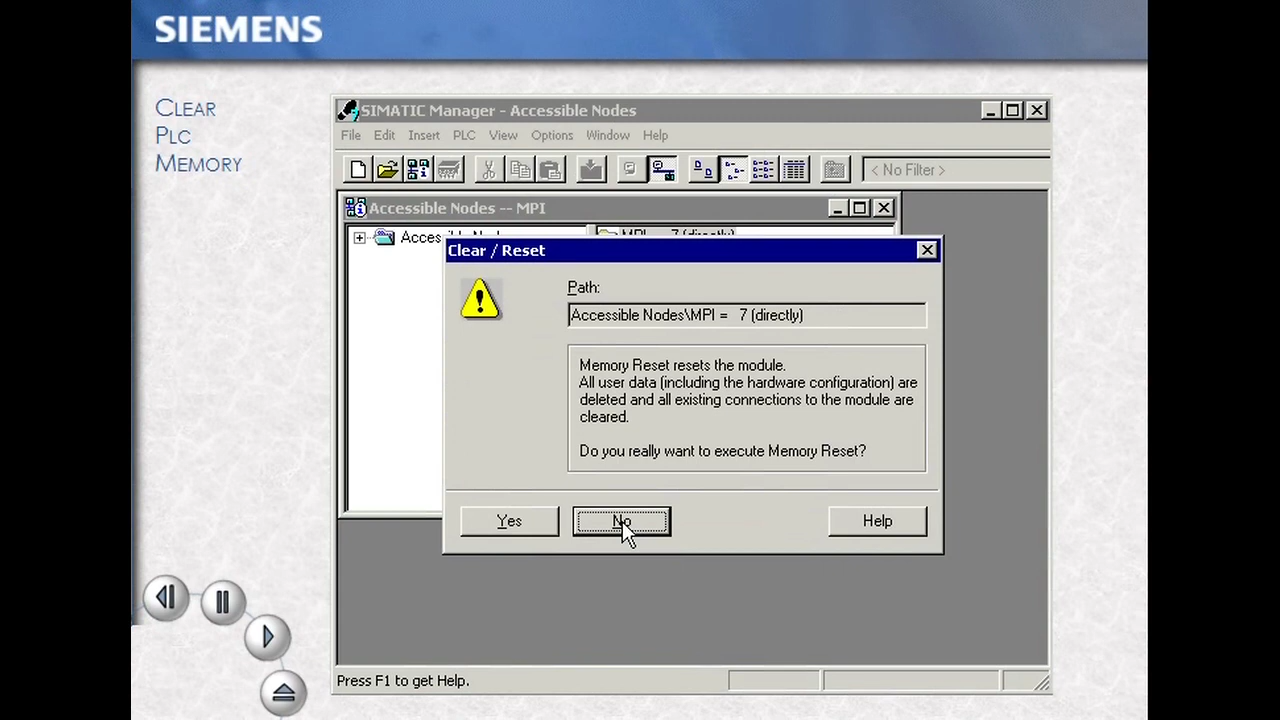 SIEMENS
CLEAR
PLC
MEMORY
SIMATIC Manager - Accessible Nodes
File Edit Insert PLC View Options Window Help
< No Filter >
Accessible Nodes -- MPI
MPI = 7 (directly)
Clear / Reset
Path:
Accessible Nodes\MPI = 7 (directly)
Memory Reset resets the module.
All user data (including the hardware configuration) are
deleted and all existing connections to the module are
cleared.
Do you really want to execute Memory Reset?
Yes No Help
Press F1 to get Help.